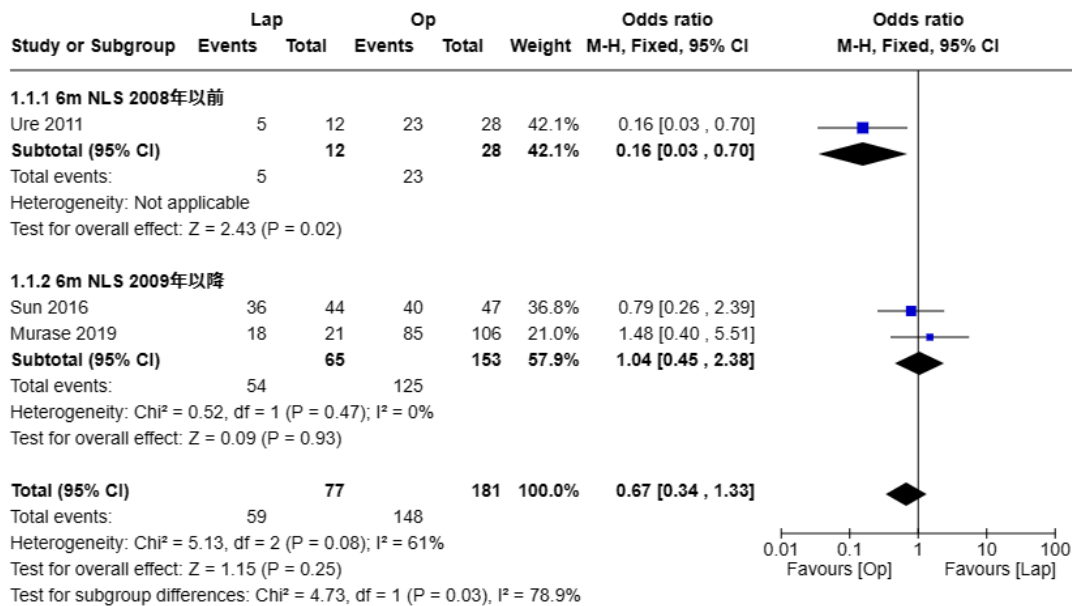 Lap Op Odds ratio Odds ratio
Study or Subgroup Events Total Events Total Weight M-H, Fixed, 95% CI M-H, Fixed, 95% CI
1.1.1 6m NLS 2008年以前
Ure 2011 5 12 23 28 42.1% 0.16 [0.03 , 0.70]
Subtotal (95% CI) 12 28 42.1% 0.16 [0.03 , 0.70]
Total events: 5 23
Heterogeneity: Not applicable
Test for overall effect: Z = 2.43 (P = 0.02)
1.1.2 6m NLS 2009年以降
Sun 2016 36 44 40 47 36.8% 0.79 [0.26 , 2.39]
Murase 2019 18 21 85 106 21.0% 1.48 [0.40 , 5.51]
Subtotal (95% CI) 65 153 57.9% 1.04 [0.45 , 2.38]
Total events: 54 125
Heterogeneity: Chi² = 0.52, df = 1 (P = 0.47); I² = 0%
Test for overall effect: Z = 0.09 (P = 0.93)
Total (95% CI) 77 181 100.0% 0.67 [0.34 , 1.33]
Total events: 59 148
Heterogeneity: Chi² = 5.13, df = 2 (P = 0.08); I² = 61%
Test for overall effect: Z = 1.15 (P = 0.25)
Test for subgroup differences: Chi² = 4.73, df = 1 (P = 0.03), I² = 78.9%
0.01 0.1 1 10 100
Favours [Op] Favours [Lap]